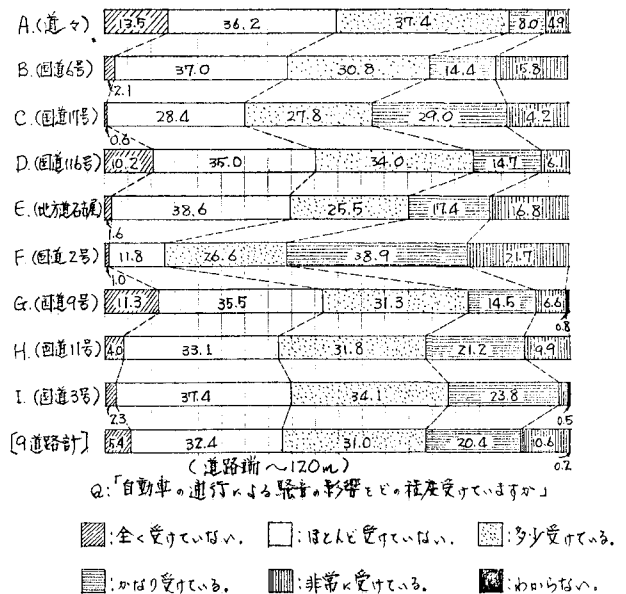 A.(道々) 13.5 36.2 37.4 8.0 4.9
B.(国道6号) 37.0 30.8 14.4 15.8
2.1
C.(国道17号) 28.4 27.8 29.0 14.2
0.6
D.(国道116号) 10.2 35.0 34.0 14.7 6.1
E.(地方道) 38.6 25.5 17.4 16.8
1.6
F.(国道2号) 11.8 26.6 38.9 21.7
1.0
G.(国道9号) 11.3 35.5 31.3 14.5 6.6
0.8
H.(国道11号) 4.0 33.1 31.8 21.2 9.9
I.(国道3号) 37.4 34.1 23.8
2.3 0.5
[9道路計] 5.4 32.4 31.0 20.4 10.6
(道路端〜120m) 0.2
Q:「自動車の通行による騒音の影響をどの程度受けていますか」
:全く受けていない. :ほとんど受けていない. :多少受けている.
:かなり受けている. :非常に受けている. :わからない.